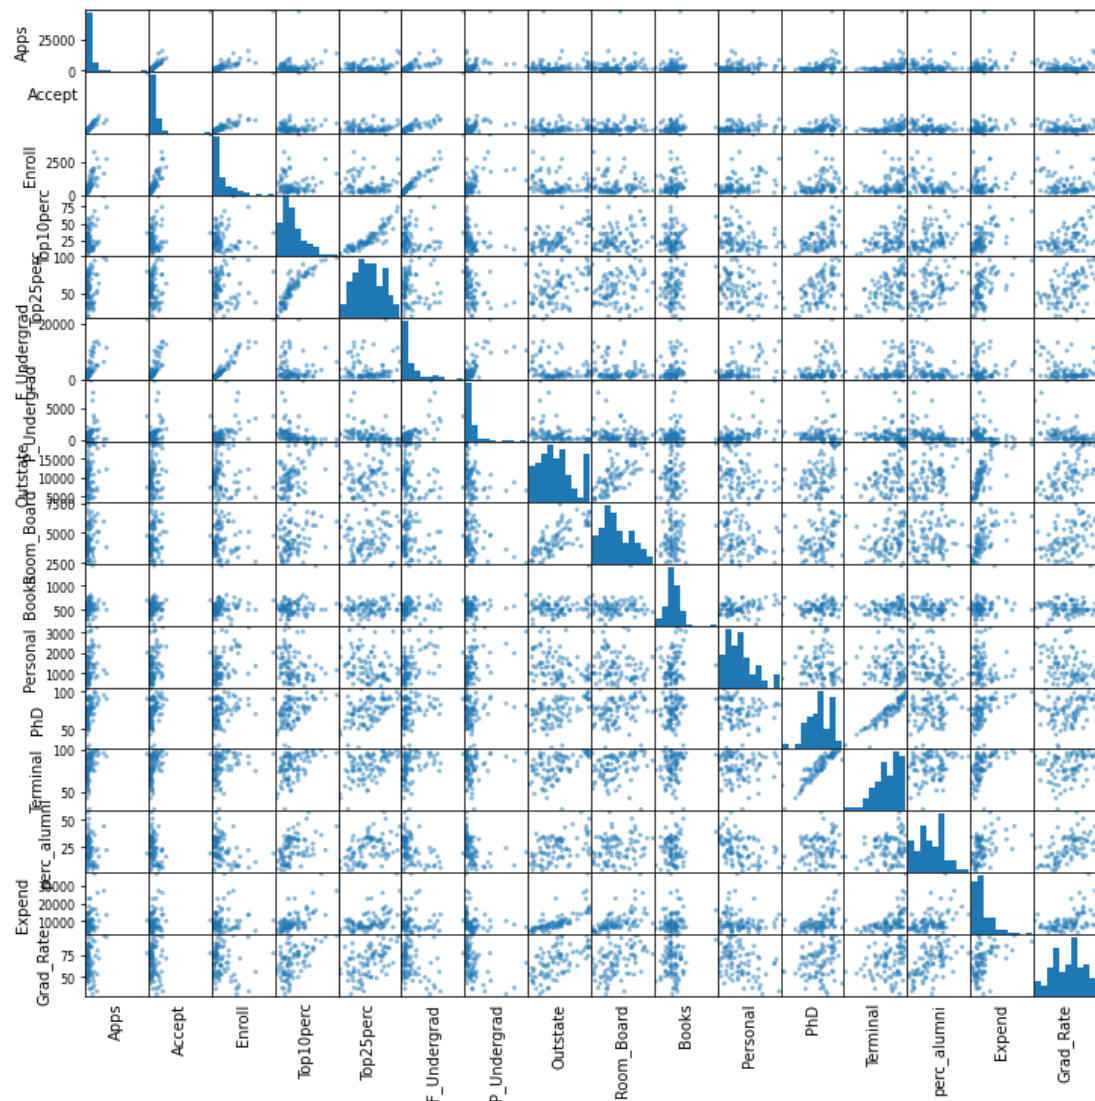 Apps
25000
0
Accept
Enroll
2500
0
Top10perc
75
50
25
Top25perc
100
50
F_Undergrad
20000
0
P_Undergrad
5000
0
Outstate
15000
10000
5000
Room_Board
7500
5000
2500
Books
1000
500
Personal
3000
2000
1000
PhD
100
50
Terminal
100
50
perc_alumni
50
25
Expend
30000
20000
10000
Grad_Rate
75
50
Apps
Accept
Enroll
Top10perc
Top25perc
F_Undergrad
P_Undergrad
Outstate
Room_Board
Books
Personal
PhD
Terminal
perc_alumni
Expend
Grad_Rate